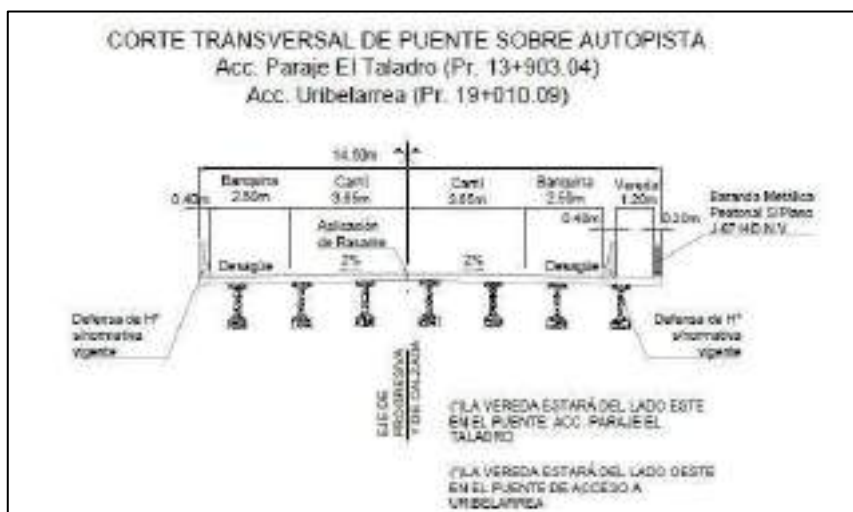 CORTE TRANSVERSAL DE PUENTE SOBRE AUTOPISTA
Acc. Paraje El Taladro (Pr. 13+903.04)
Acc. Uribelarrea (Pr. 19+010.09)
Banquina
2.50m
Carril
3.65m
Carril
3.65m
Banquina
2.50m
Vereda
1.20m
0.40m
0.40m
Baranda Metálica
Peatonal S/Plano
Aplicación
de Rasante
Desagüe
2%
2%
Desagüe
Defensa de Hº
s/normativa
vigente
Defensa de Hº
s/normativa
vigente
EJE DE
PROGRESIVA
Y DE CALZADA
(*)LA VEREDA ESTARÁ DEL LADO ESTE
EN EL PUENTE ACC. PARAJE EL
TALADRO
(*)LA VEREDA ESTARÁ DEL LADO OESTE
EN EL PUENTE DE ACCESO A
URIBELARREA